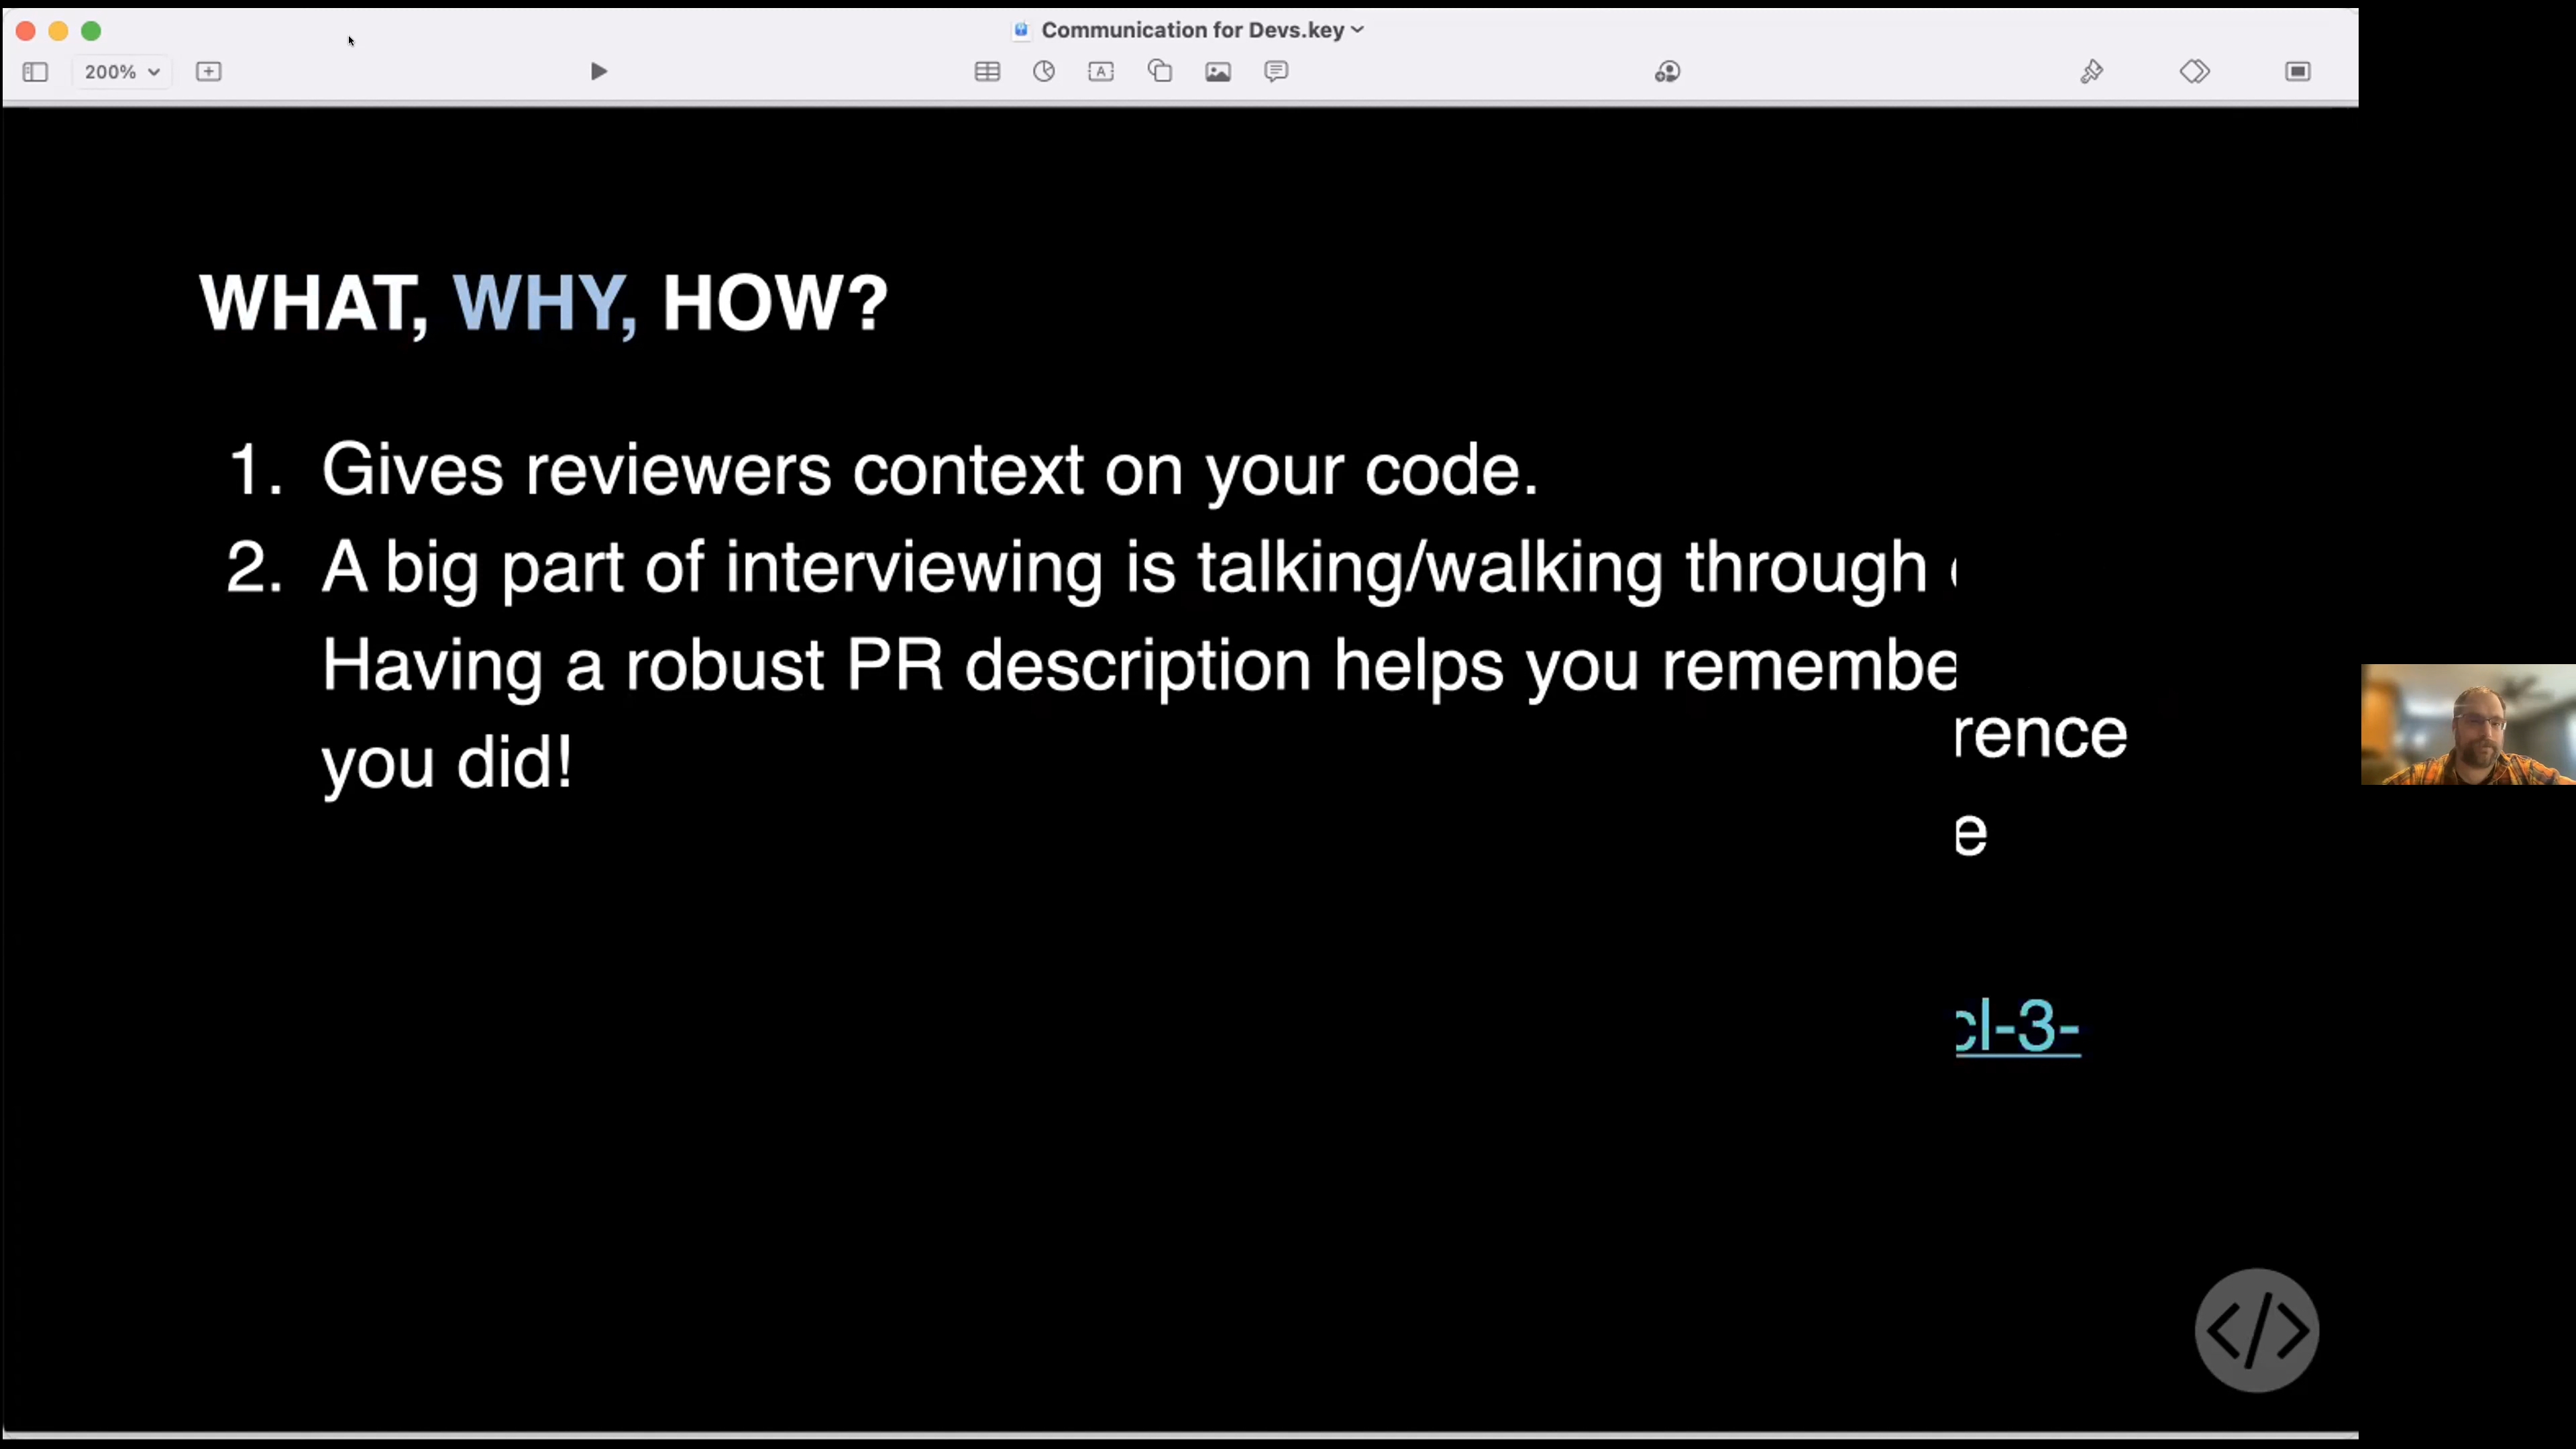 Communication for Devs.key
200%
WHAT, WHY, HOW?
1. Gives reviewers context on your code.
2. A big part of interviewing is talking/walking through
Having a robust PR description helps you remembe
rence
you did!
e
cl-3-